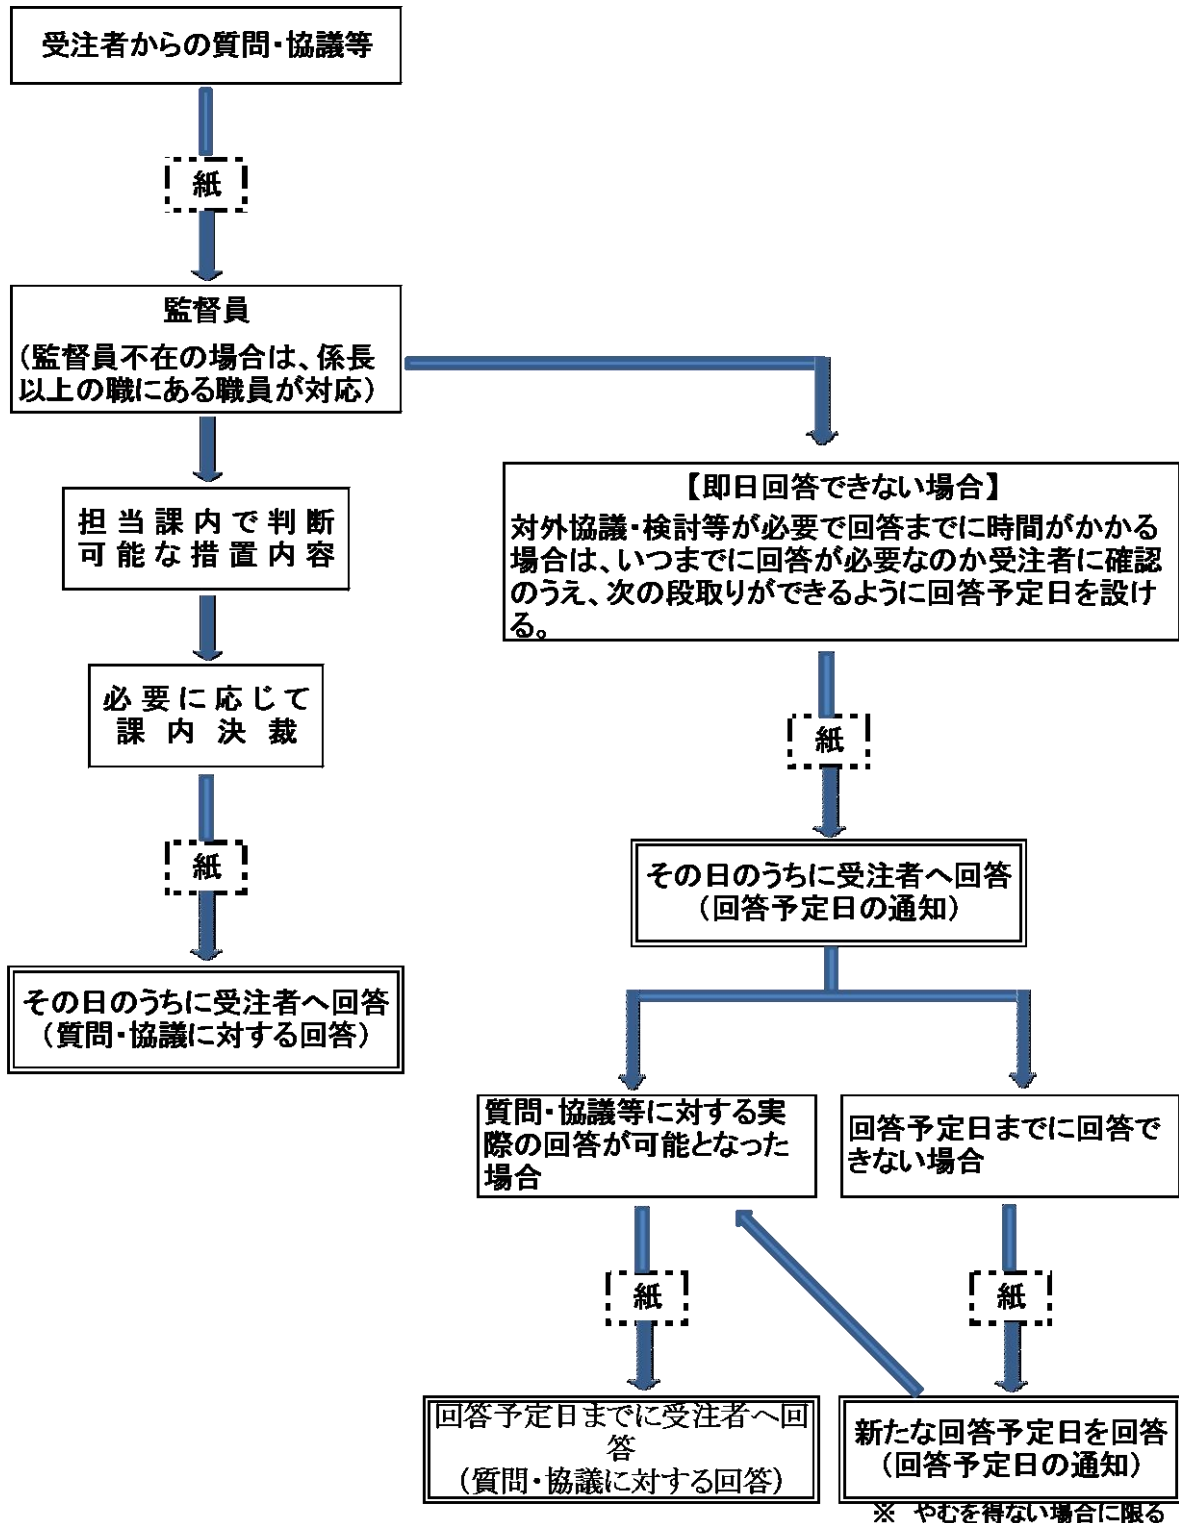 受注者からの質問・協議等
紙
監督員
（監督員不在の場合は、係長
以上の職にある職員が対応）
担当課内で判断
可能な措置内容
必要に応じて
課内決裁
紙
その日のうちに受注者へ回答
（質問・協議に対する回答）
【即日回答できない場合】
対外協議・検討等が必要で回答までに時間がかかる
場合は、いつまでに回答が必要なのか受注者に確認
のうえ、次の段取りができるように回答予定日を設け
る。
紙
その日のうちに受注者へ回答
（回答予定日の通知）
質問・協議等に対する実
際の回答が可能となった
場合
紙
回答予定日までに受注者へ回
答
（質問・協議に対する回答）
回答予定日までに回答で
きない場合
紙
新たな回答予定日を回答
（回答予定日の通知）
※　やむを得ない場合に限る